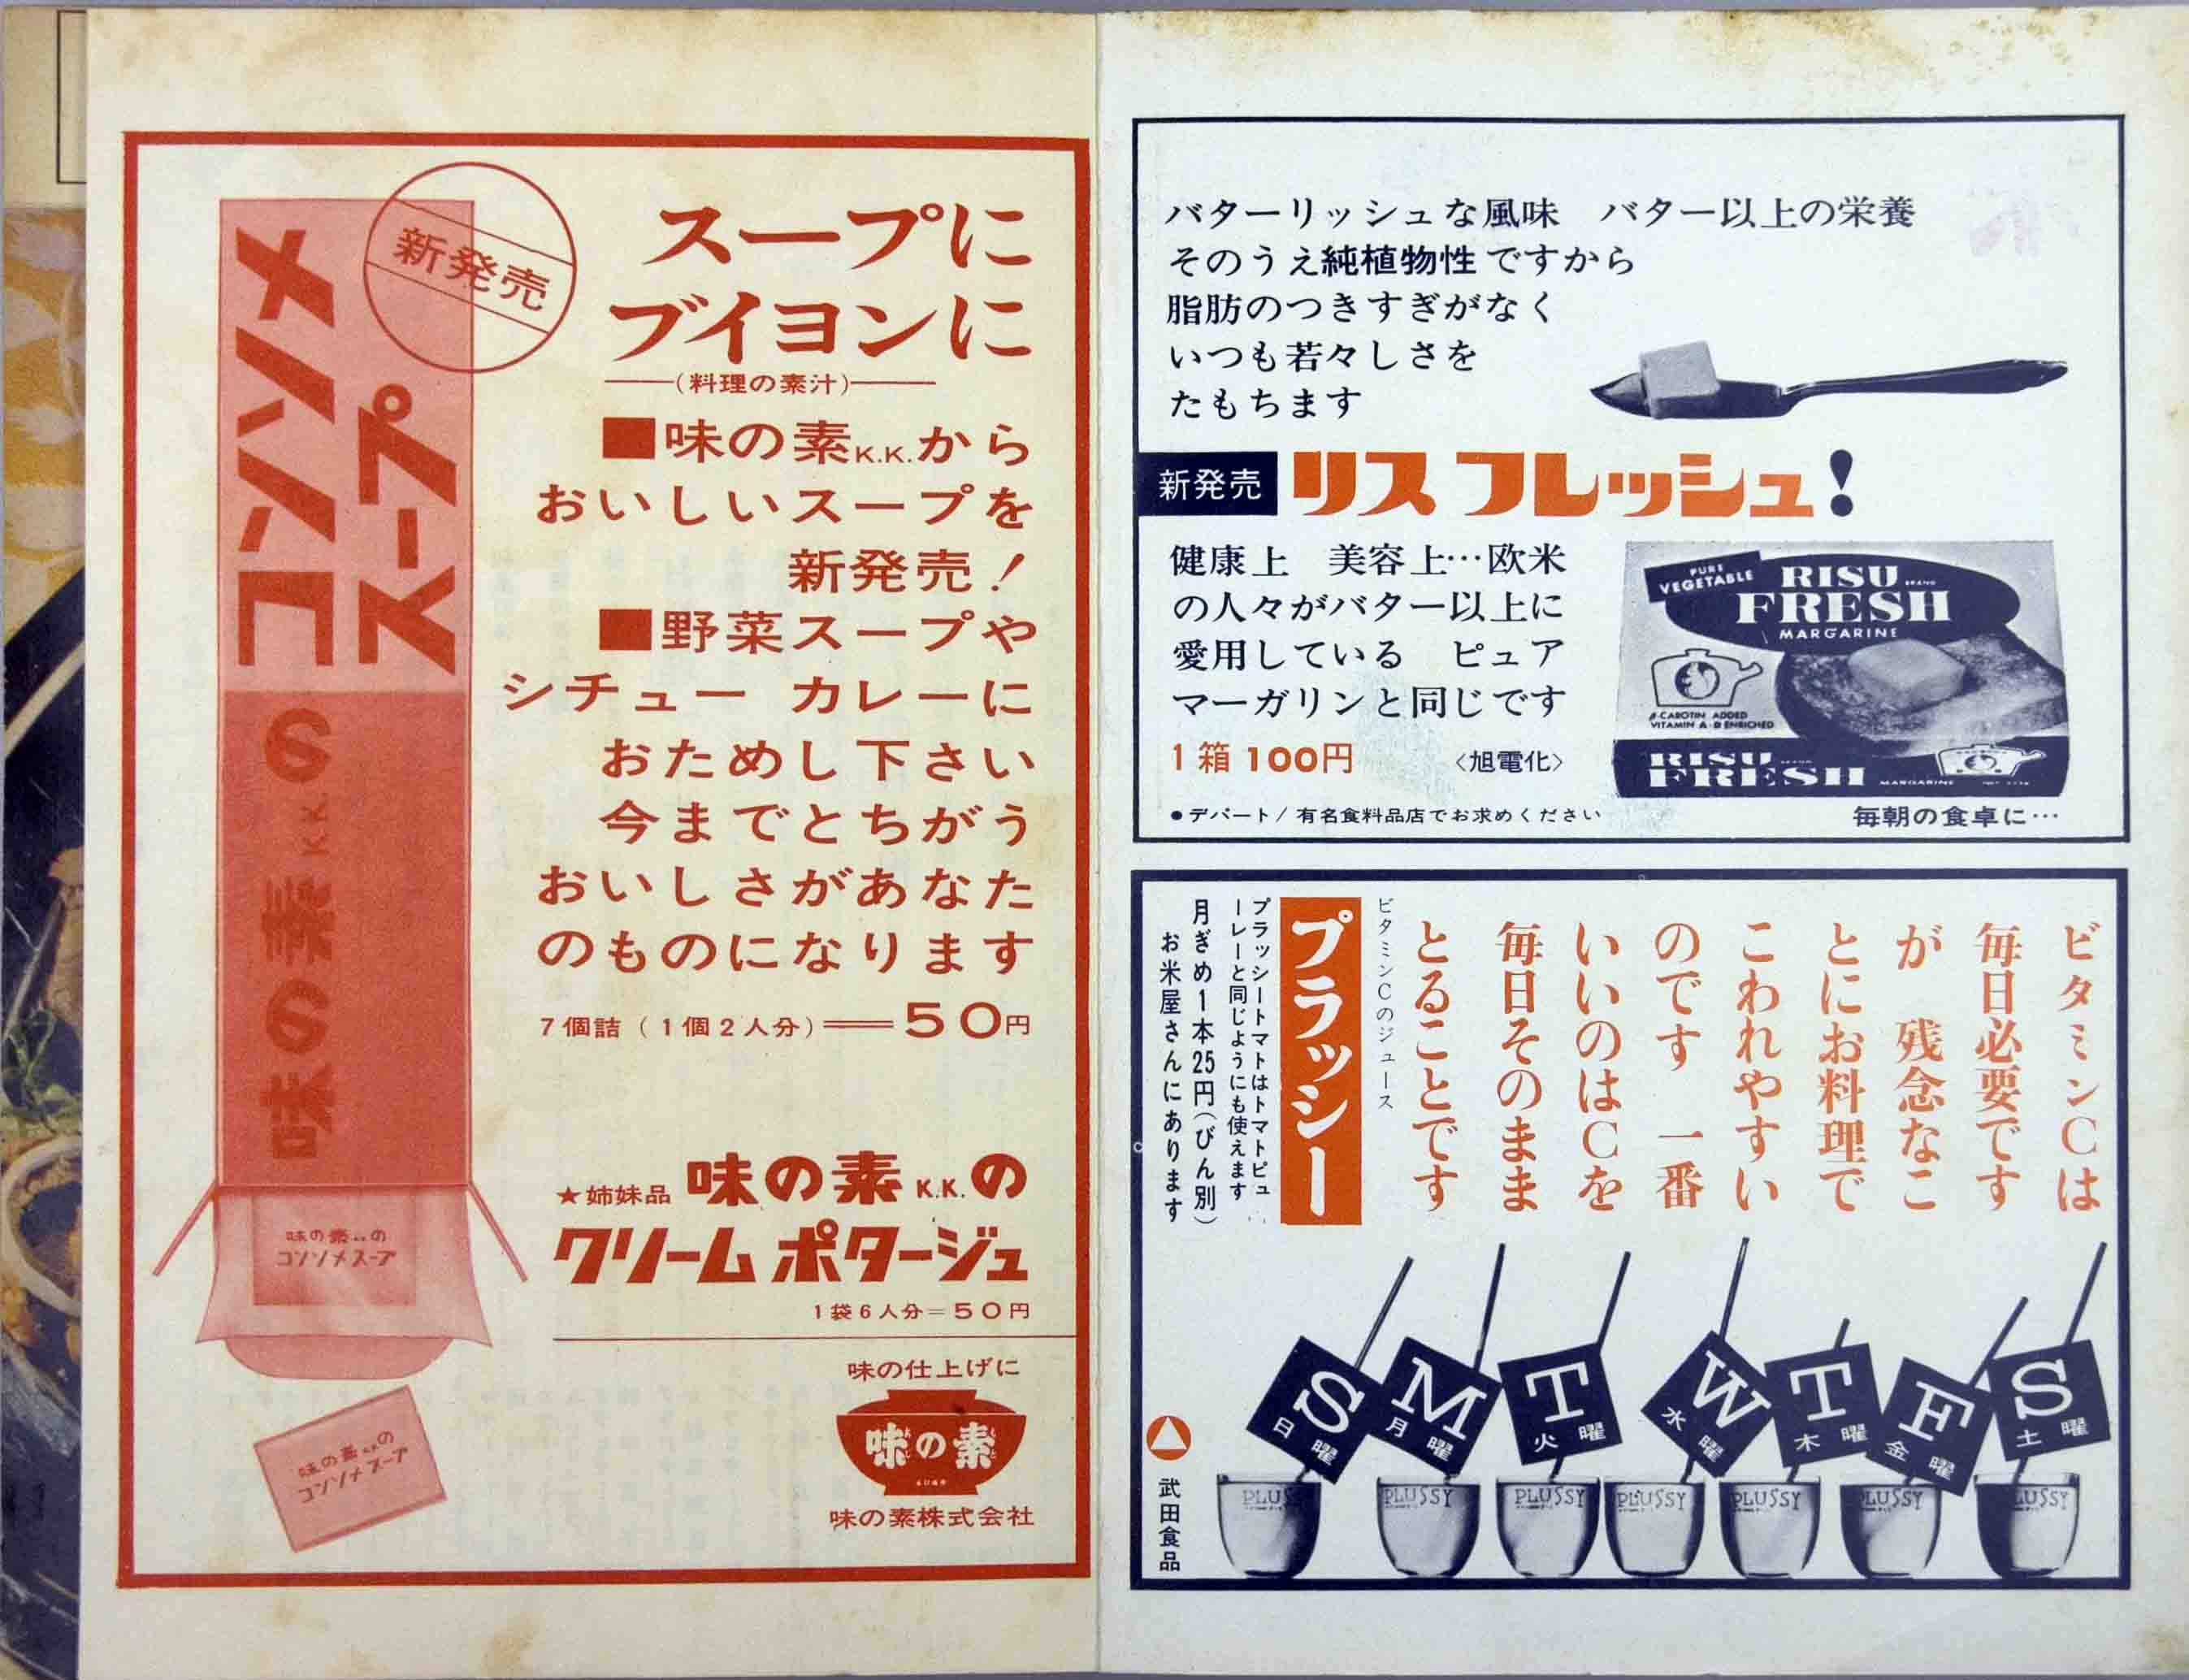 コンソメ
スープ
味の素K.K.の
新発売
スープに
ブイヨンに
(料理の素汁)
■味の素K.K.から
おいしいスープを
新発売!
■野菜スープや
シチュー カレーに
おためし下さい
今までとちがう
おいしさがあなた
のものになります
7個詰(1個2人分)=50円
★姉妹品 味の素K.K.の
クリーム ポタージュ
1袋6人分=50円
味の仕上げに
味の素
味の素株式会社
味の素K.K.の
コンソメスープ
味の素K.K.の
コンソメスープ
バターリッシュな風味 バター以上の栄養
そのうえ純植物性ですから
脂肪のつきすぎがなく
いつも若々しさを
たもちます
新発売 リス フレッシュ!
健康上 美容上…欧米
の人々がバター以上に
愛用している ピュア
マーガリンと同じです
1箱 100円 〈旭電化〉
●デパート/有名食料品店でお求めください
PURE
VEGETABLE
RISU BRAND
FRESH
MARGARINE
β-CAROTIN ADDED
VITAMIN A·D ENRICHED
RISU
FRESH MARGARINE
毎朝の食卓に…
ビタミンCは
毎日必要です
が 残念なこ
とにお料理で
こわれやすい
のです 一番
いいのはCを
毎日そのまま
とることです
ビタミンCのジュース
プラッシー
プラッシートマトはトマトピュ
ーレーと同じようにも使えます
月ぎめ1本25円(びん別)
お米屋さんにあります
S 日曜
M 月曜
T 火曜
W 水曜
T 木曜
F 金曜
S 土曜
PLUS
PLUSSY
PLUSSY
PLUSSY
PLUSSY
PLUSSY
LUSSY
武田食品